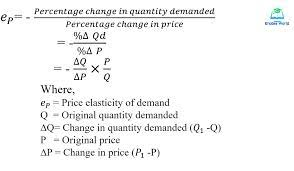 eₚ= - Percentage change in quantity demanded / Percentage change in price
= - %Δ Qd / %Δ P
= - ΔQ / ΔP × P / Q
Where,
eₚ = Price elasticity of demand
Q = Original quantity demanded
ΔQ= Change in quantity demanded (Q₁ -Q)
P = Original price
ΔP = Change in price (P₁ -P)